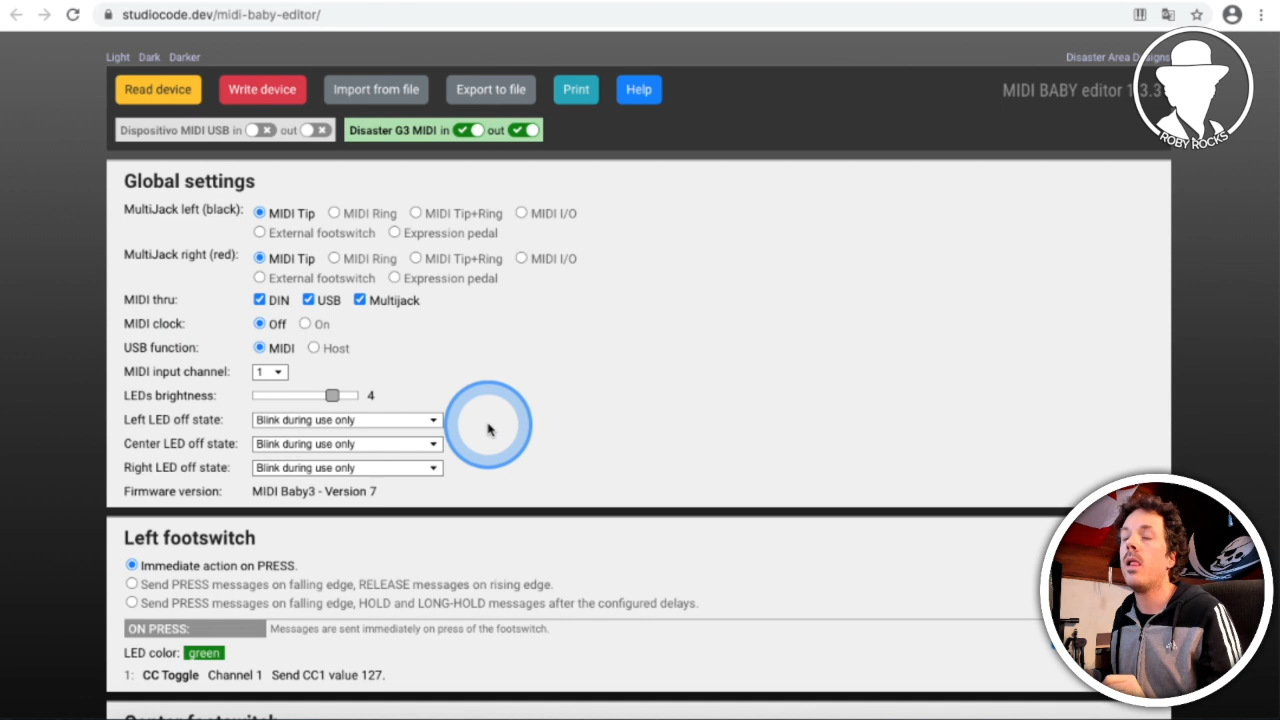 studiocode.dev/midi-baby-editor/
Light Dark Darker
Disaster Area Designs
Read device Write device Import from file Export to file Print Help
MIDI BABY editor
ROBY ROCKS
Dispositivo MIDI USB in out Disaster G3 MIDI in out
Global settings
MultiJack left (black): MIDI Tip MIDI Ring MIDI Tip+Ring MIDI I/O
External footswitch Expression pedal
MultiJack right (red): MIDI Tip MIDI Ring MIDI Tip+Ring MIDI I/O
External footswitch Expression pedal
MIDI thru: DIN USB Multijack
MIDI clock: Off On
USB function: MIDI Host
MIDI input channel: 1
LEDs brightness: 4
Left LED off state: Blink during use only
Center LED off state: Blink during use only
Right LED off state: Blink during use only
Firmware version: MIDI Baby3 - Version 7
Left footswitch
Immediate action on PRESS.
Send PRESS messages on falling edge, RELEASE messages on rising edge.
Send PRESS messages on falling edge, HOLD and LONG-HOLD messages after the configured delays.
ON PRESS: Messages are sent immediately on press of the footswitch.
LED color: green
1: CC Toggle Channel 1 Send CC1 value 127.
Center footswitch